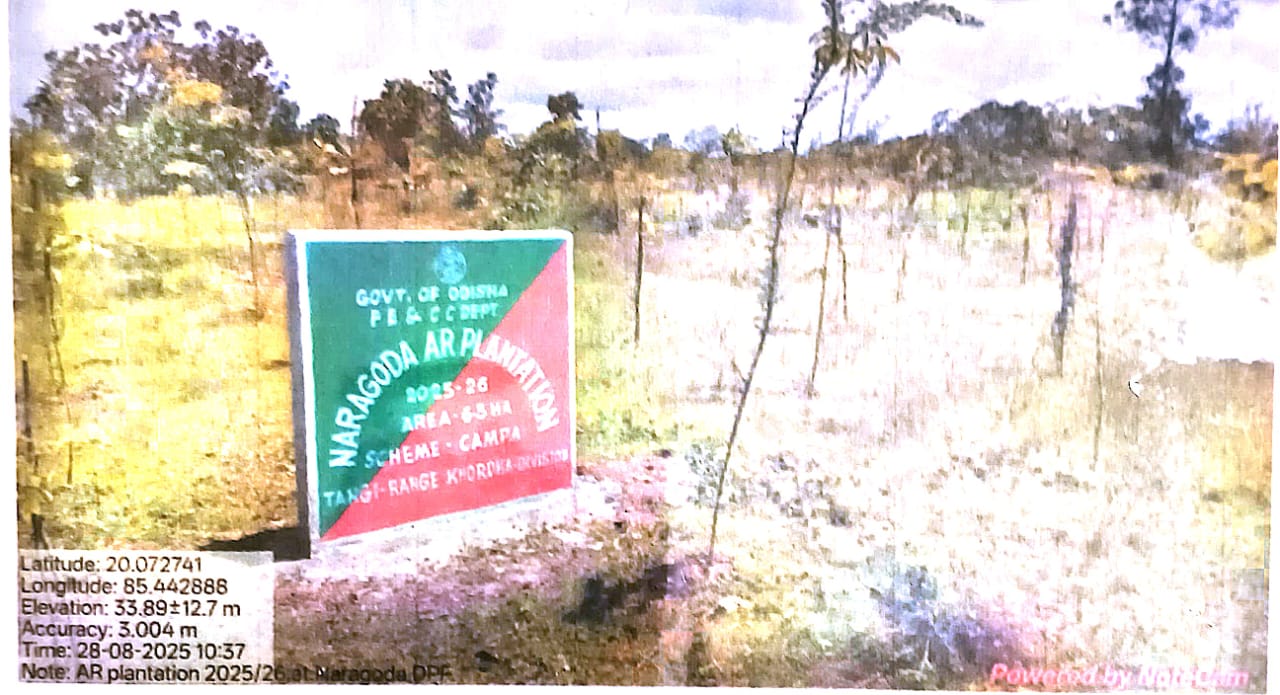 GOVT. OF ODISHA
F E & C C DEPT
NARAGODA AR PLANTATION
2025-26
AREA-65 HA
SCHEME - CAMPA
TANGI-RANGE KHORDHA-DIVISION
Latitude: 20.072741
Longitude: 85.442888
Elevation: 33.89±12.7 m
Accuracy: 3.004 m
Time: 28-08-2025 10:37
Note: AR plantation 2025/26 at Naragoda DPF
Powered by NoteCam